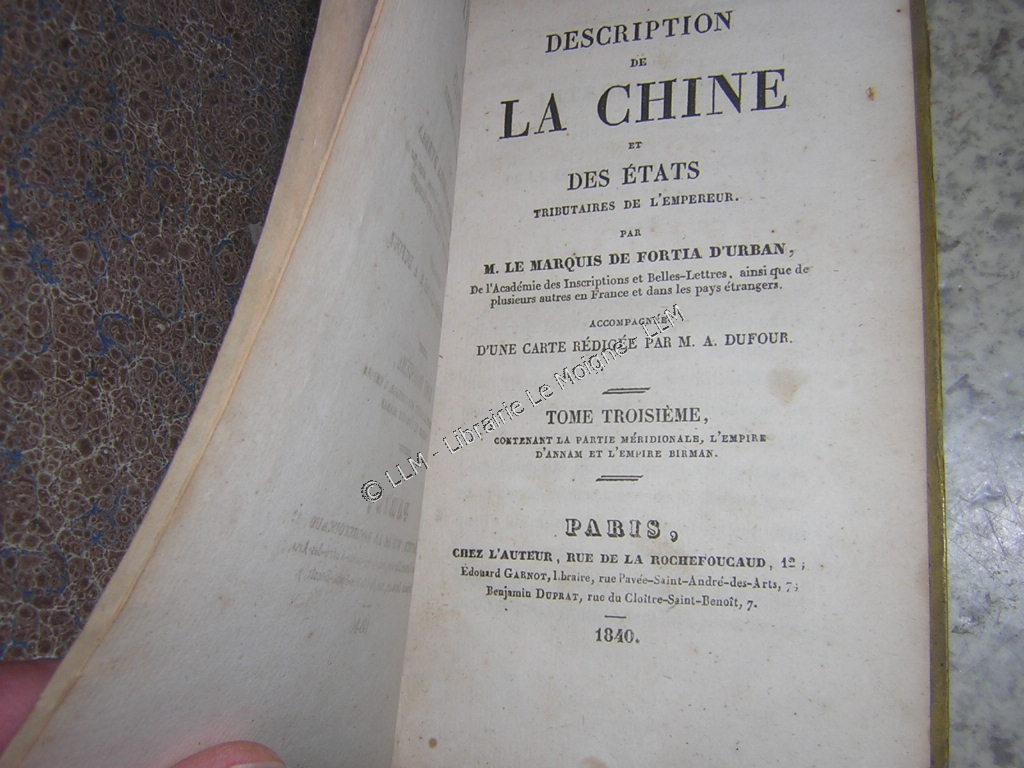 DESCRIPTION
DE
LA CHINE
ET
DES ÉTATS
TRIBUTAIRES DE L'EMPEREUR.
PAR
M. LE MARQUIS DE FORTIA D'URBAN,
De l'Académie des Inscriptions et Belles-Lettres, ainsi que de
plusieurs autres en France et dans les pays étrangers.
ACCOMPAGNÉE
D'UNE CARTE RÉDIGÉE PAR M. A. DUFOUR.
TOME TROISIÈME,
CONTENANT LA PARTIE MÉRIDIONALE, L'EMPIRE
D'ANNAM ET L'EMPIRE BIRMAN.
PARIS,
CHEZ L'AUTEUR, RUE DE LA ROCHEFOUCAUD, 12;
Édouard GARNOT, libraire, rue Pavée-Saint-André-des-Arts, 7;
Benjamin DUPRAT, rue du Cloître-Saint-Benoît, 7.
1840.
© LLM - Librairie Le Moigne - LLM